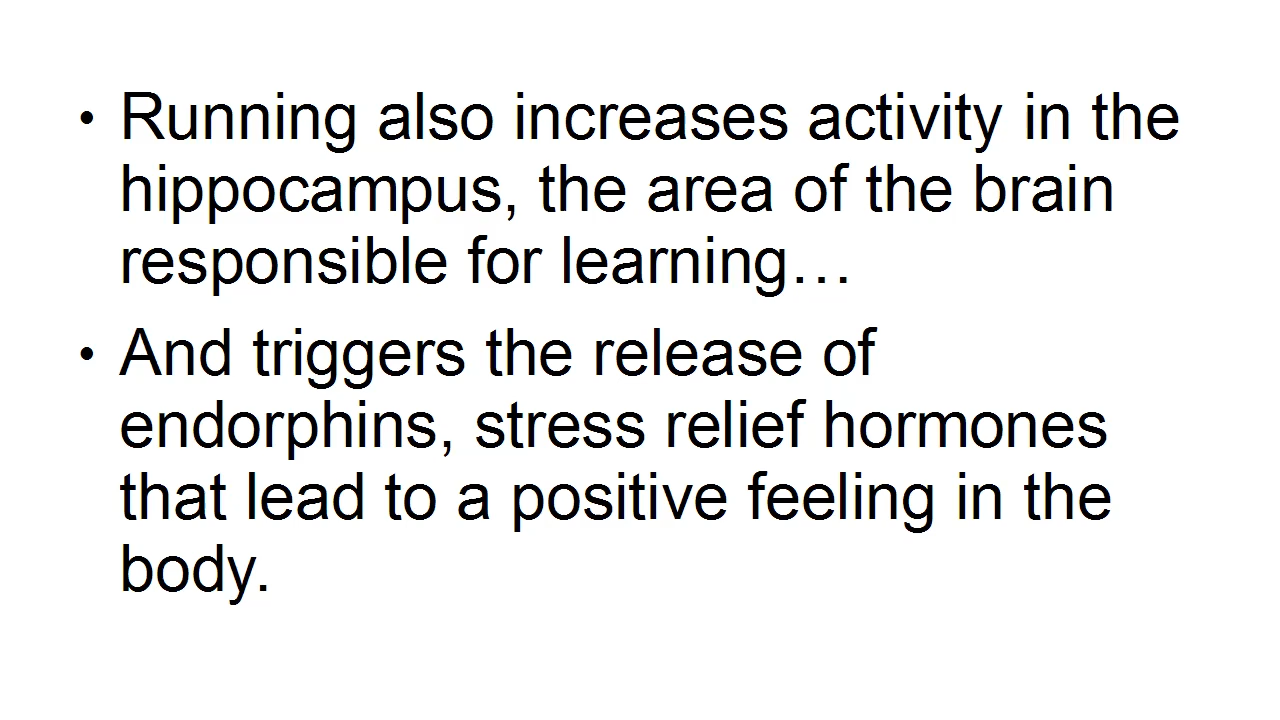 • Running also increases activity in the
hippocampus, the area of the brain
responsible for learning…
• And triggers the release of
endorphins, stress relief hormones
that lead to a positive feeling in the
body.